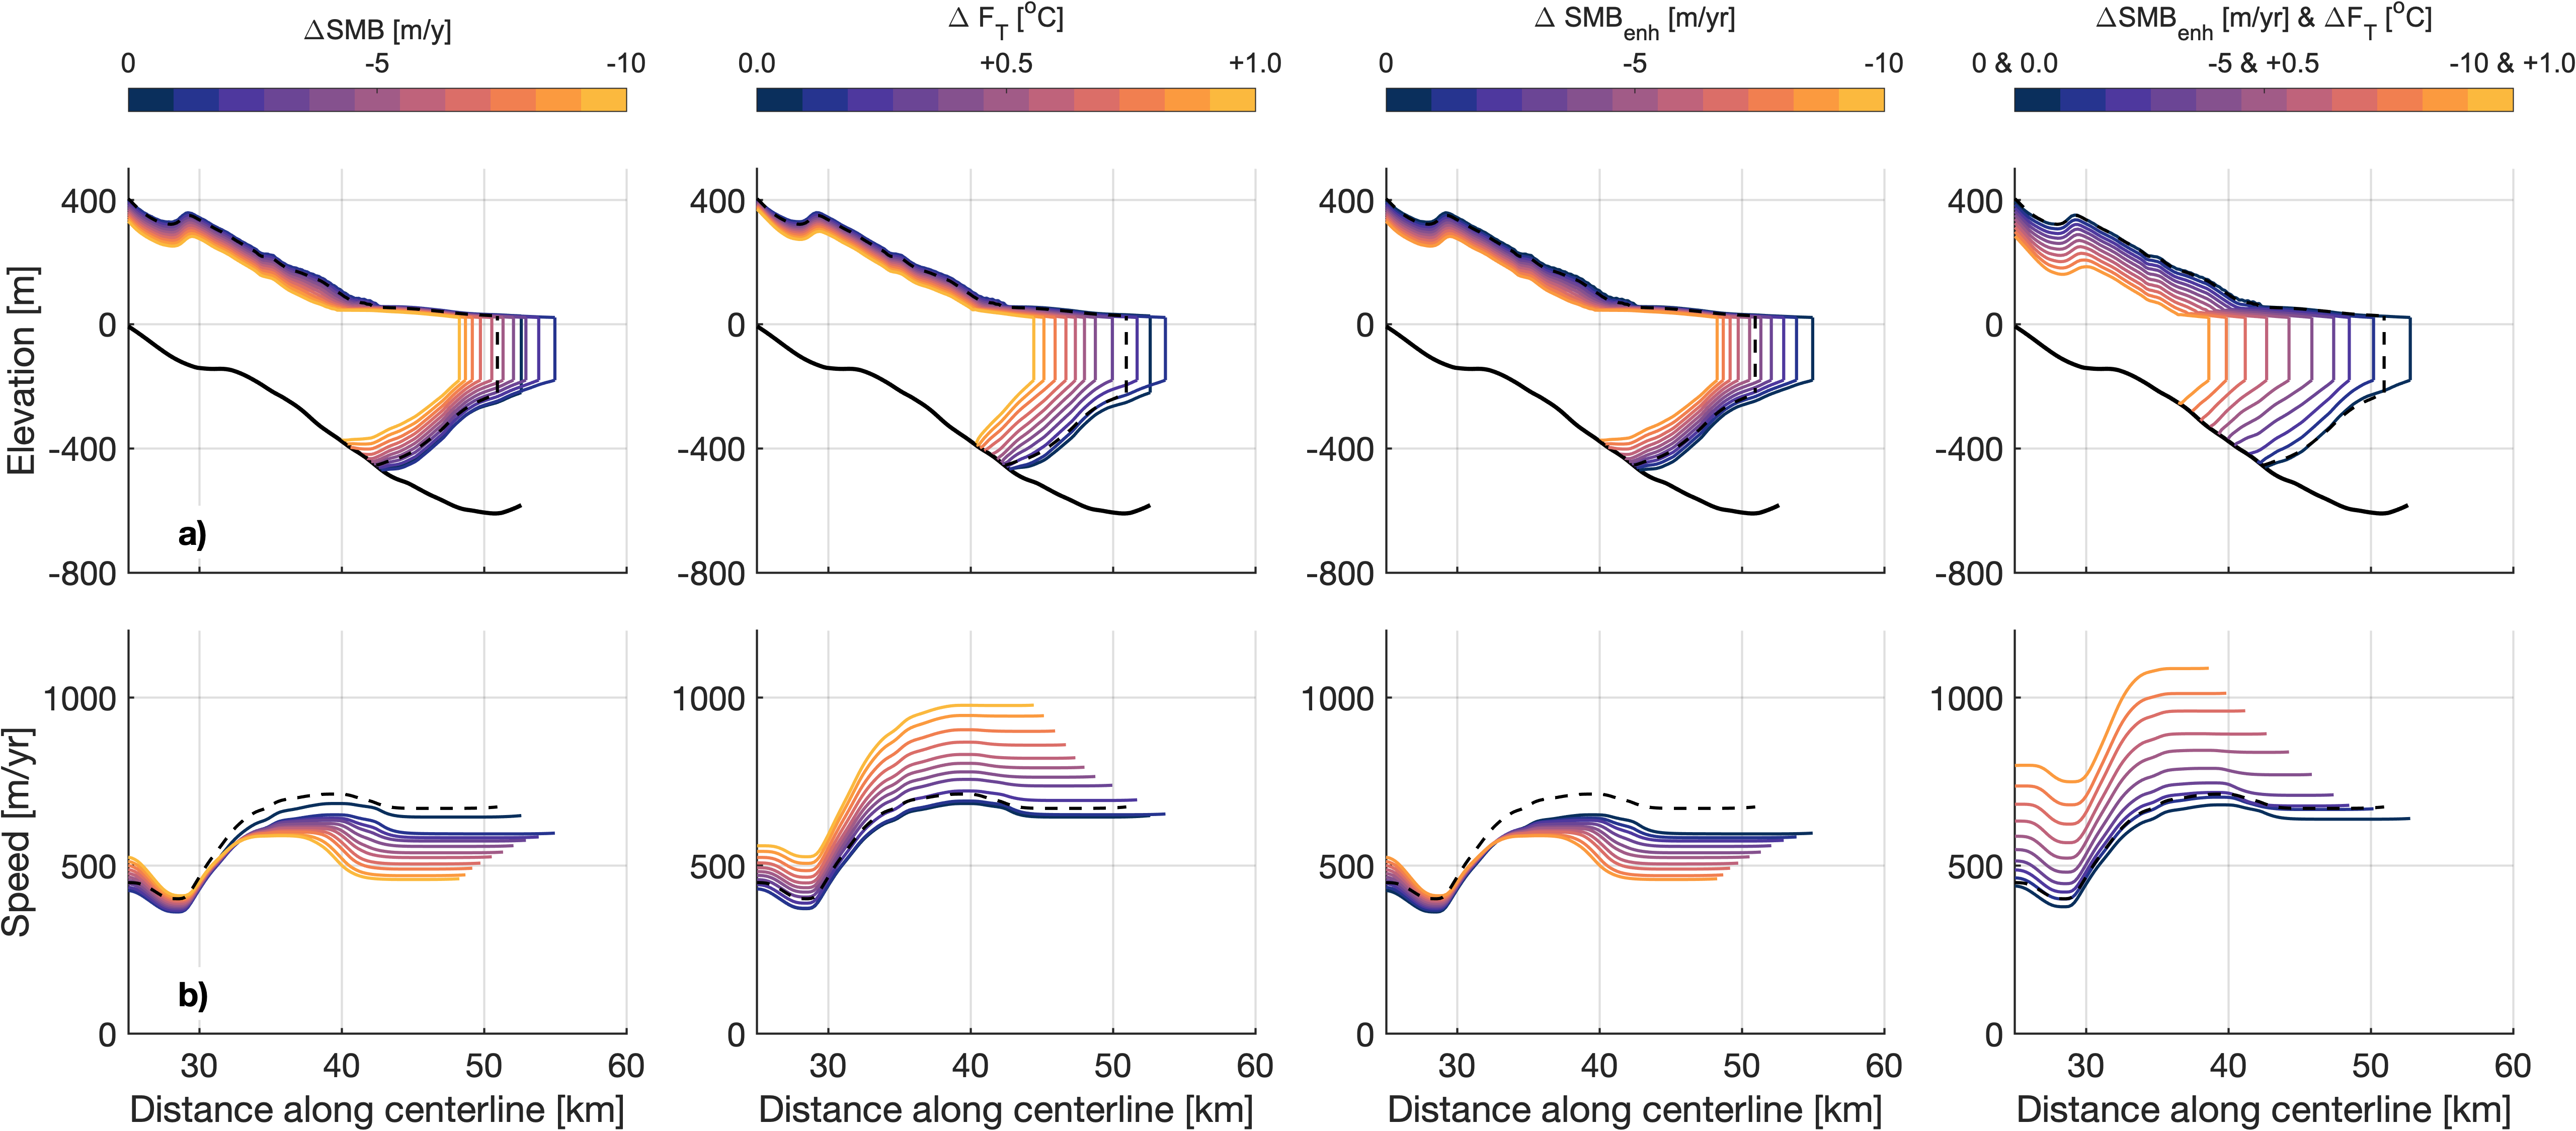 ΔSMB [m/y]
0 -5 -10
Δ F_T [°C]
0.0 +0.5 +1.0
Δ SMB_enh [m/yr]
0 -5 -10
ΔSMB_enh [m/yr] & ΔF_T [°C]
0 & 0.0 -5 & +0.5 -10 & +1.0
Elevation [m]
400 0 -400 -800
a)
400 0 -400 -800
400 0 -400 -800
400 0 -400 -800
Speed [m/yr]
1000 500 0
b)
1000 500 0
1000 500 0
1000 500 0
30 40 50 60
30 40 50 60
30 40 50 60
30 40 50 60
Distance along centerline [km]
Distance along centerline [km]
Distance along centerline [km]
Distance along centerline [km]